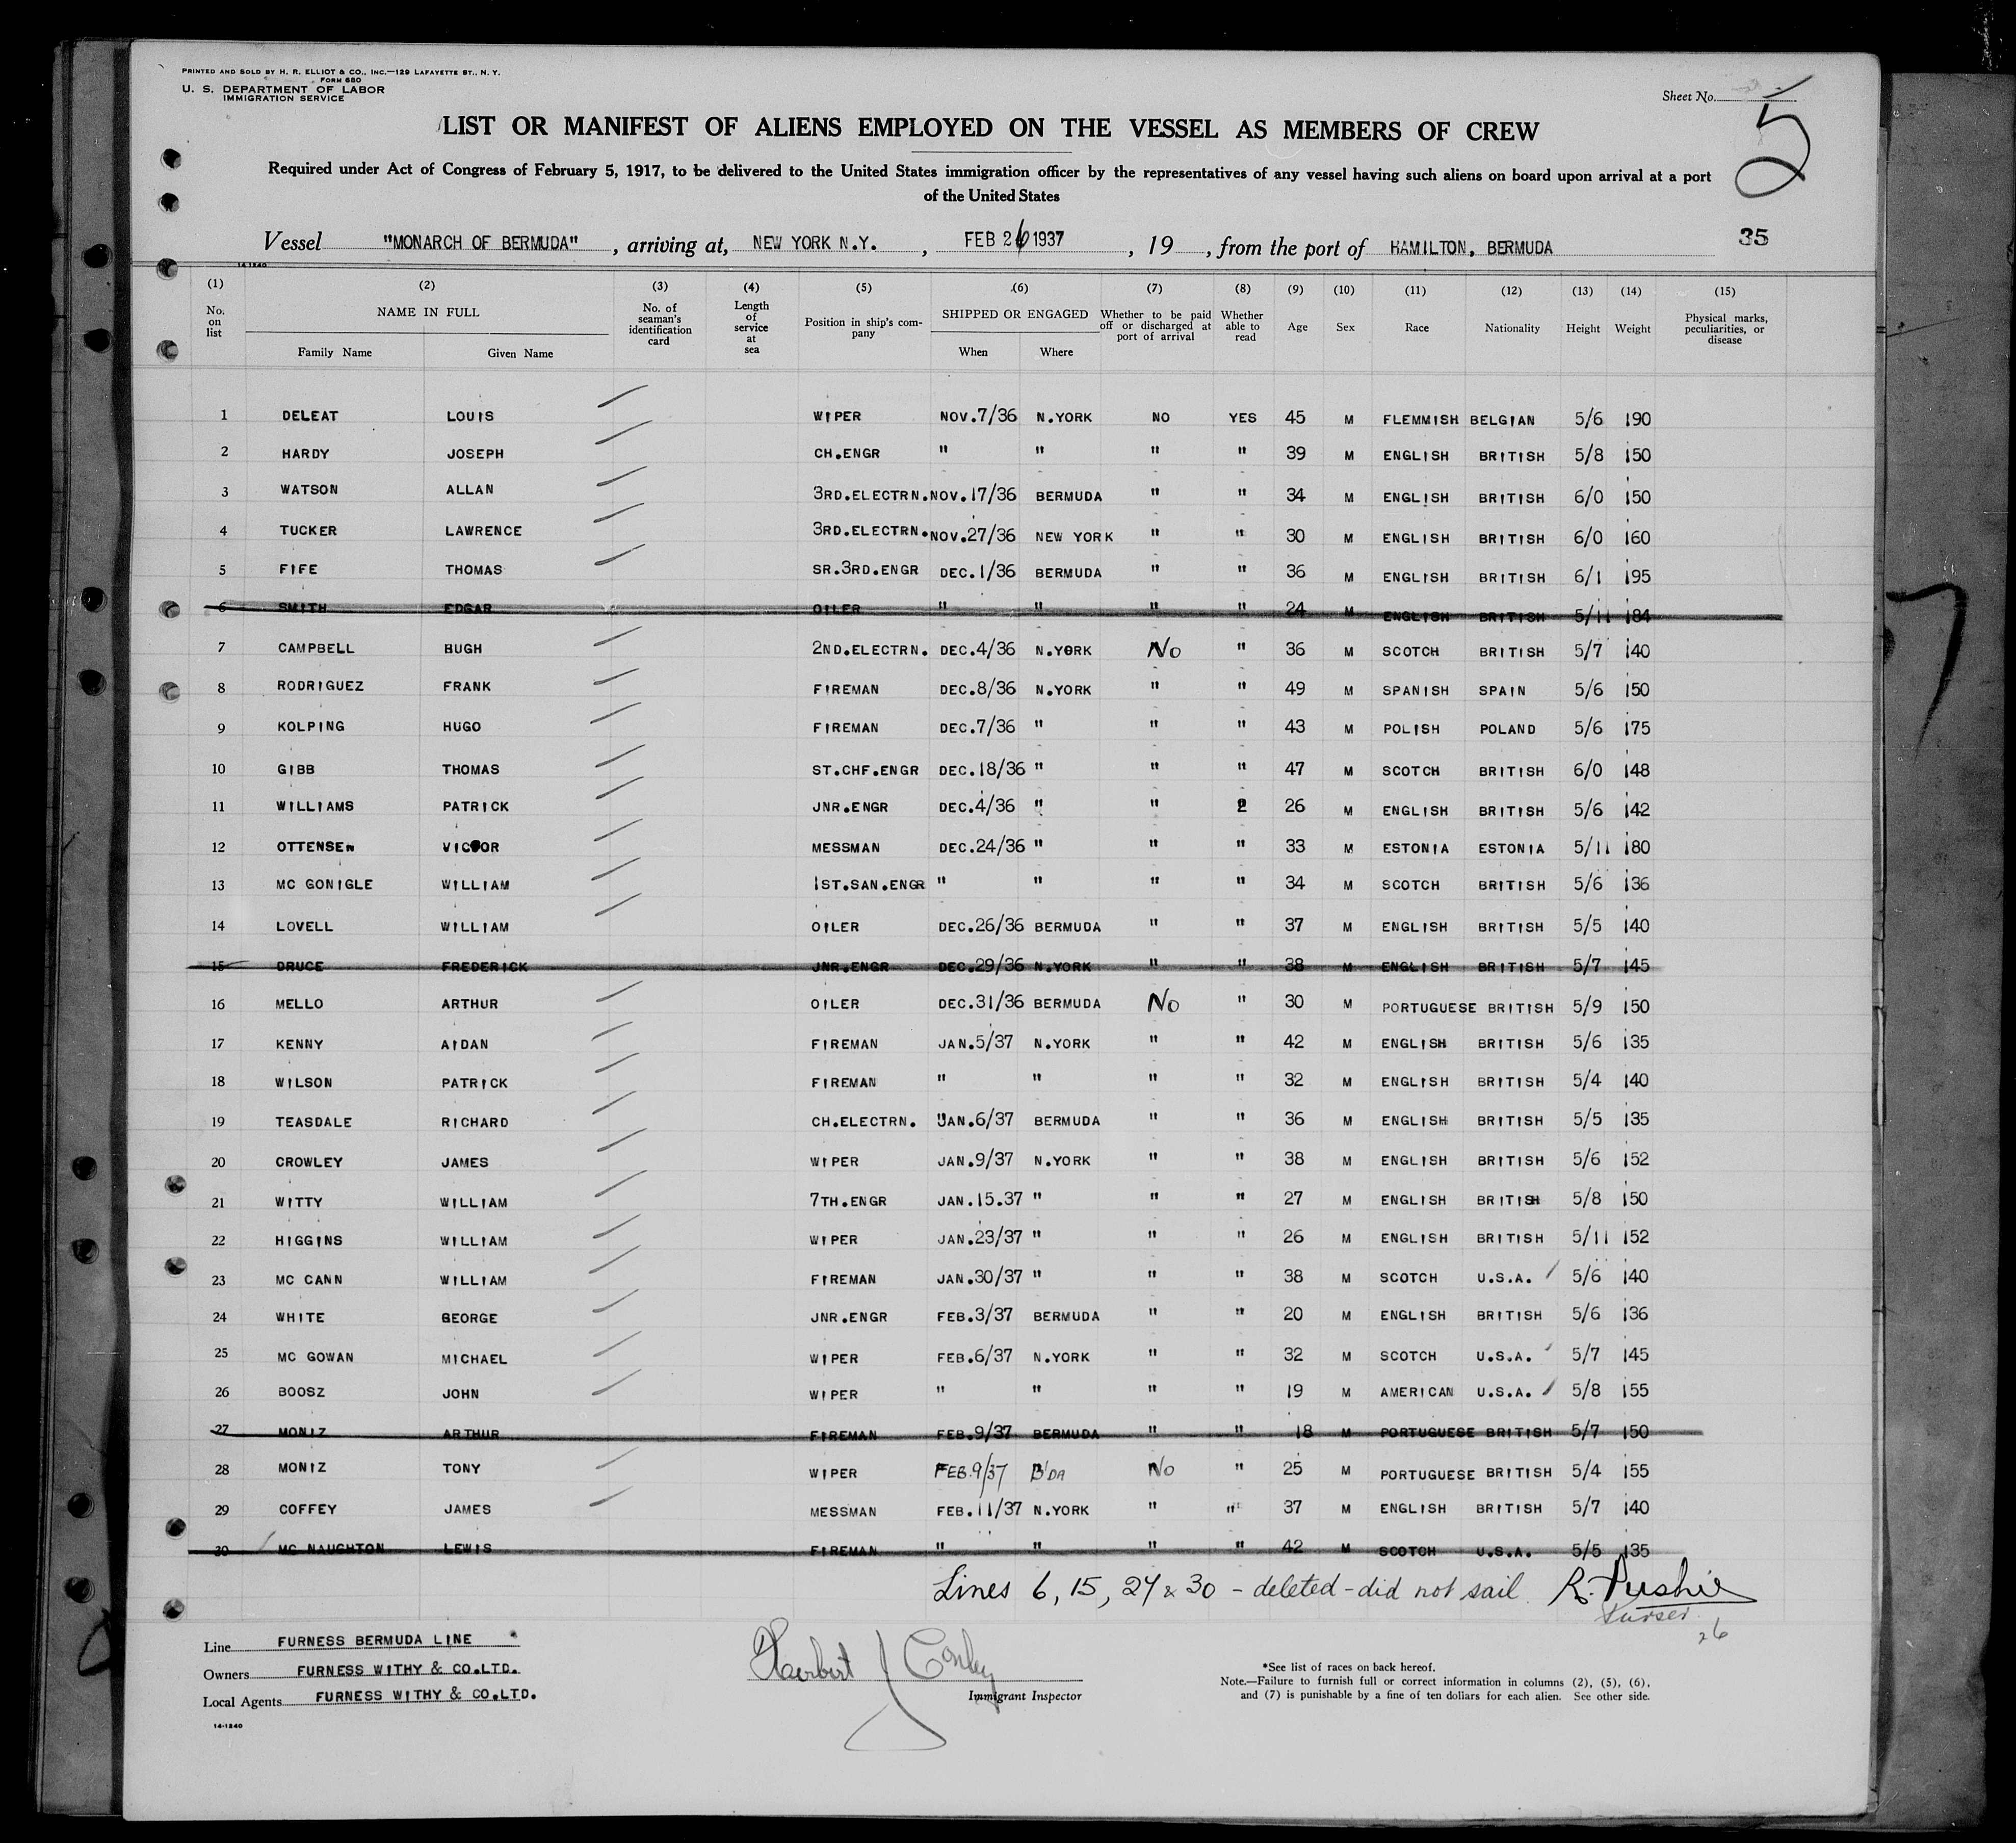 PRINTED AND SOLD BY H. R. ELLIOT & CO., INC.—129 LAFAYETTE ST., N. Y.
FORM 680
U. S. DEPARTMENT OF LABOR
IMMIGRATION SERVICE
Sheet No.
5
LIST OR MANIFEST OF ALIENS EMPLOYED ON THE VESSEL AS MEMBERS OF CREW
Required under Act of Congress of February 5, 1917, to be delivered to the United States immigration officer by the representatives of any vessel having such aliens on board upon arrival at a port
of the United States
Vessel "MONARCH OF BERMUDA", arriving at, NEW YORK N.Y., FEB 26 1937, 19, from the port of HAMILTON, BERMUDA 35
14-1240
(1) (2) (3) (4) (5) (6) (7) (8) (9) (10) (11) (12) (13) (14) (15)
No. on list NAME IN FULL Family Name Given Name No. of seaman's identification card Length of service at sea Position in ship's company SHIPPED OR ENGAGED When Where Whether to be paid off or discharged at port of arrival Whether able to read Age Sex Race Nationality Height Weight Physical marks, peculiarities, or disease
1 DELEAT LOUIS WIPER NOV.7/36 N.YORK NO YES 45 M FLEMMISH BELGIAN 5/6 190
2 HARDY JOSEPH CH.ENGR " " " " 39 M ENGLISH BRITISH 5/8 150
3 WATSON ALLAN 3RD.ELECTRN. NOV.17/36 BERMUDA " " 34 M ENGLISH BRITISH 6/0 150
4 TUCKER LAWRENCE 3RD.ELECTRN. NOV.27/36 NEW YORK " " 30 M ENGLISH BRITISH 6/0 160
5 FIFE THOMAS SR.3RD.ENGR DEC.1/36 BERMUDA " " 36 M ENGLISH BRITISH 6/1 195
6 SMITH EDGAR OILER " " " " 24 M ENGLISH BRITISH 5/11 184
7 CAMPBELL BUGH 2ND.ELECTRN. DEC.4/36 N.YORK No " 36 M SCOTCH BRITISH 5/7 140
8 RODRIGUEZ FRANK FIREMAN DEC.8/36 N.YORK " " 49 M SPANISH SPAIN 5/6 150
9 KOLPING HUGO FIREMAN DEC.7/36 " " " 43 M POLISH POLAND 5/6 175
10 GIBB THOMAS ST.CHF.ENGR DEC.18/36 " " " 47 M SCOTCH BRITISH 6/0 148
11 WILLIAMS PATRICK JNR.ENGR DEC.4/36 " " 2 26 M ENGLISH BRITISH 5/6 142
12 OTTENSEN VICTOR MESSMAN DEC.24/36 " " " 33 M ESTONIA ESTONIA 5/11 180
13 MC GONIGLE WILLIAM 1ST.SAN.ENGR " " " " 34 M SCOTCH BRITISH 5/6 136
14 LOVELL WILLIAM OILER DEC.26/36 BERMUDA " " 37 M ENGLISH BRITISH 5/5 140
15 DRUCE FREDERICK JNR.ENGR DEC.29/36 N.YORK " " 38 M ENGLISH BRITISH 5/7 145
16 MELLO ARTHUR OILER DEC.31/36 BERMUDA No " 30 M PORTUGUESE BRITISH 5/9 150
17 KENNY AIDAN FIREMAN JAN.5/37 N.YORK " " 42 M ENGLISH BRITISH 5/6 135
18 WILSON PATRICK FIREMAN " " " " 32 M ENGLISH BRITISH 5/4 140
19 TEASDALE RICHARD CH.ELECTRN. JAN.6/37 BERMUDA " " 36 M ENGLISH BRITISH 5/5 135
20 CROWLEY JAMES WIPER JAN.9/37 N.YORK " " 38 M ENGLISH BRITISH 5/6 152
21 WITTY WILLIAM 7TH.ENGR JAN.15.37 " " " 27 M ENGLISH BRITISH 5/8 150
22 HIGGINS WILLIAM WIPER JAN.23/37 " " " 26 M ENGLISH BRITISH 5/11 152
23 MC CANN WILLIAM FIREMAN JAN.30/37 " " " 38 M SCOTCH U.S.A. 5/6 140
24 WHITE GEORGE JNR.ENGR FEB.3/37 BERMUDA " " 20 M ENGLISH BRITISH 5/6 136
25 MC GOWAN MICHAEL WIPER FEB.6/37 N.YORK " " 32 M SCOTCH U.S.A. 5/7 145
26 BOOSZ JOHN WIPER " " " " 19 M AMERICAN U.S.A. 5/8 155
27 MONIZ ARTHUR FIREMAN FEB.9/37 BERMUDA " " 18 M PORTUGUESE BRITISH 5/7 150
28 MONIZ TONY WIPER FEB.9/37 B'DA No " 25 M PORTUGUESE BRITISH 5/4 155
29 COFFEY JAMES MESSMAN FEB.11/37 N.YORK " " 37 M ENGLISH BRITISH 5/7 140
30 MC NAUGHTON LEWIS FIREMAN " " " " 42 M SCOTCH U.S.A. 5/5 135
Lines 6, 15, 27 & 30 - deleted - did not sail. R.
Purser
26
Line FURNESS BERMUDA LINE
Owners FURNESS WITHY & CO.LTD.
Local Agents FURNESS WITHY & CO.LTD.
14-1240
Herbert J Conley
Immigrant Inspector
*See list of races on back hereof.
Note.—Failure to furnish full or correct information in columns (2), (5), (6),
and (7) is punishable by a fine of ten dollars for each alien. See other side.